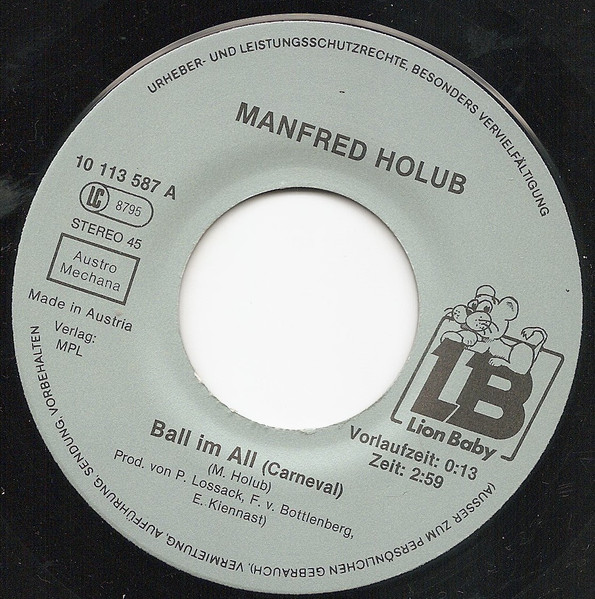 URHEBER- UND LEISTUNGSSCHUTZRECHTE, BESONDERS VERVIELFÄLTIGUNG
MANFRED HOLUB
10 113 587 A
LC 8795
STEREO 45
Austro
Mechana
Made in Austria
Verlag:
MPL
LB
Lion Baby
Vorlaufzeit: 0:13
Zeit: 2:59
Ball im All (Carneval)
(M. Holub)
Prod. von P. Lossack, F. v. Bottlenberg,
E. Kiennast)
(AUSSER ZUM PERSÖNLICHEN GEBRAUCH), VERMIETUNG, AUFFÜHRUNG, SENDUNG, VORBEHALTEN